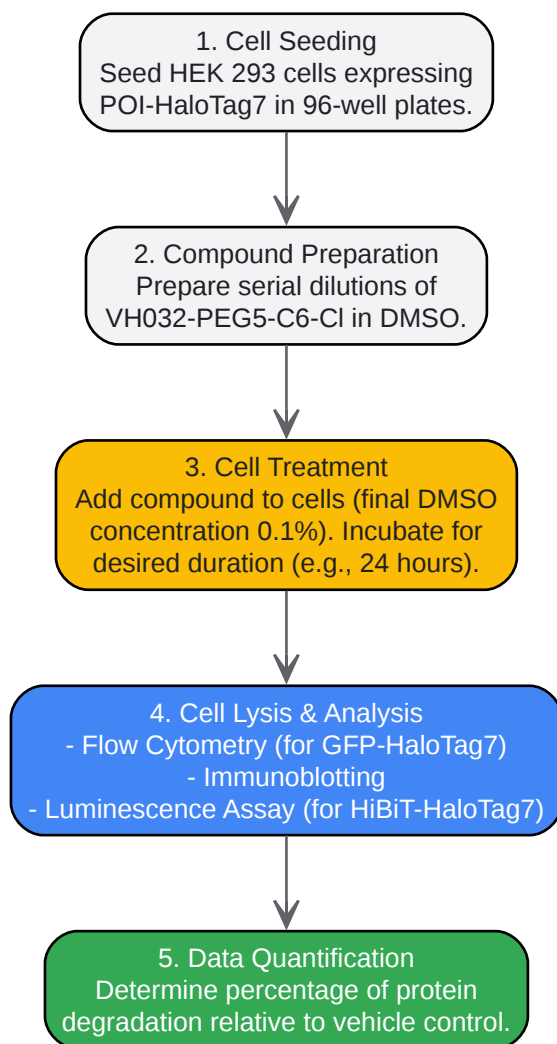 1. Cell Seeding
Seed HEK 293 cells expressing
POI-HaloTag7 in 96-well plates.
2. Compound Preparation
Prepare serial dilutions of
VH032-PEG5-C6-Cl in DMSO.
3. Cell Treatment
Add compound to cells (final DMSO
concentration 0.1%). Incubate for
desired duration (e.g., 24 hours).
4. Cell Lysis & Analysis
- Flow Cytometry (for GFP-HaloTag7)
- Immunoblotting
- Luminescence Assay (for HiBiT-HaloTag7)
5. Data Quantification
Determine percentage of protein
degradation relative to vehicle control.